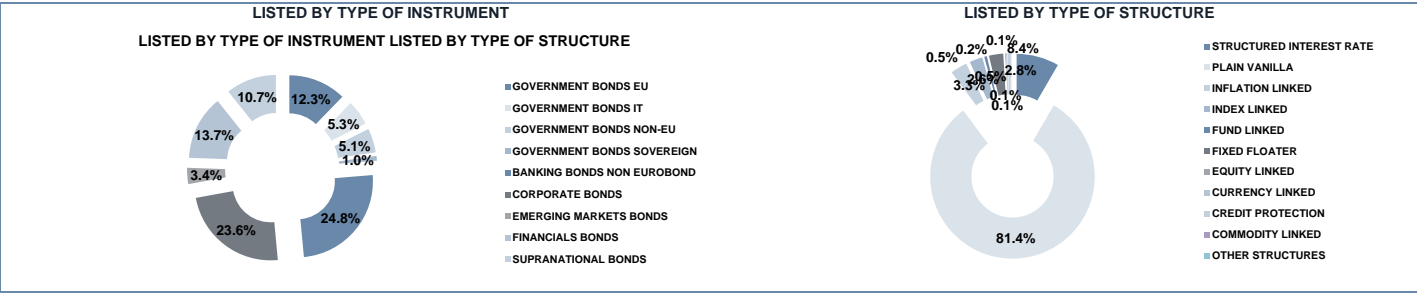 LISTED BY TYPE OF INSTRUMENT
LISTED BY TYPE OF INSTRUMENT LISTED BY TYPE OF STRUCTURE
12.3%
5.3%
5.1%
1.0%
24.8%
23.6%
3.4%
13.7%
10.7%
GOVERNMENT BONDS EU
GOVERNMENT BONDS IT
GOVERNMENT BONDS NON-EU
GOVERNMENT BONDS SOVEREIGN
BANKING BONDS NON EUROBOND
CORPORATE BONDS
EMERGING MARKETS BONDS
FINANCIALS BONDS
SUPRANATIONAL BONDS
LISTED BY TYPE OF STRUCTURE
0.1%
8.4%
0.2%
0.5%
2.8%
0.5%
2.6%
3.3%
0.1%
0.1%
81.4%
STRUCTURED INTEREST RATE
PLAIN VANILLA
INFLATION LINKED
INDEX LINKED
FUND LINKED
FIXED FLOATER
EQUITY LINKED
CURRENCY LINKED
CREDIT PROTECTION
COMMODITY LINKED
OTHER STRUCTURES